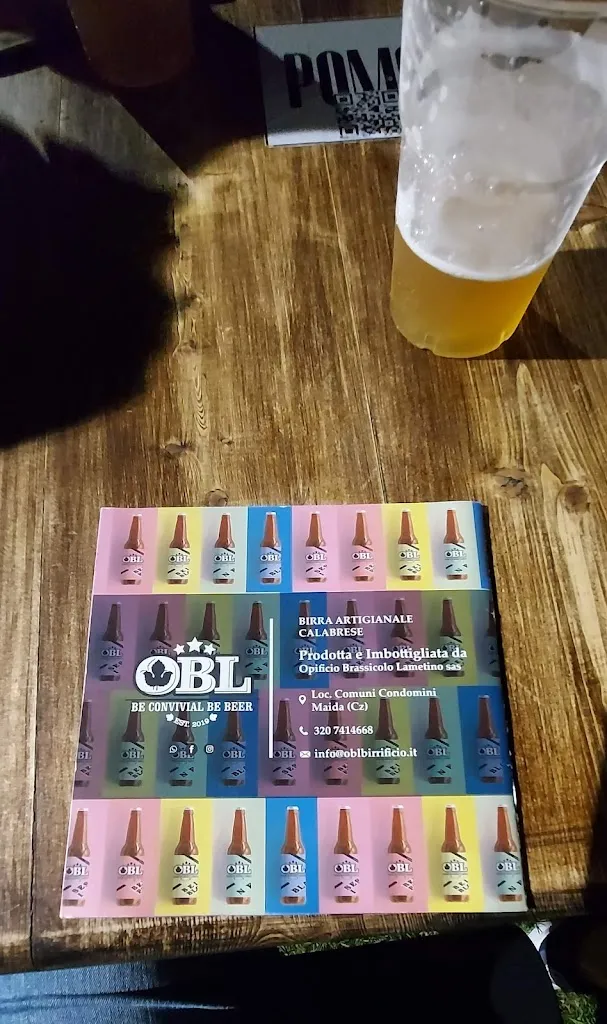 OBL
BE CONVIVIAL BE BEER
EST. 2019
BIRRA ARTIGIANALE
CALABRESE
Prodotta e Imbottigliata da
Opificio Brassicolo Lametino sas
Loc. Comuni Condomini
Maida (Cz)
320 7414668
info@oblbirrificio.it